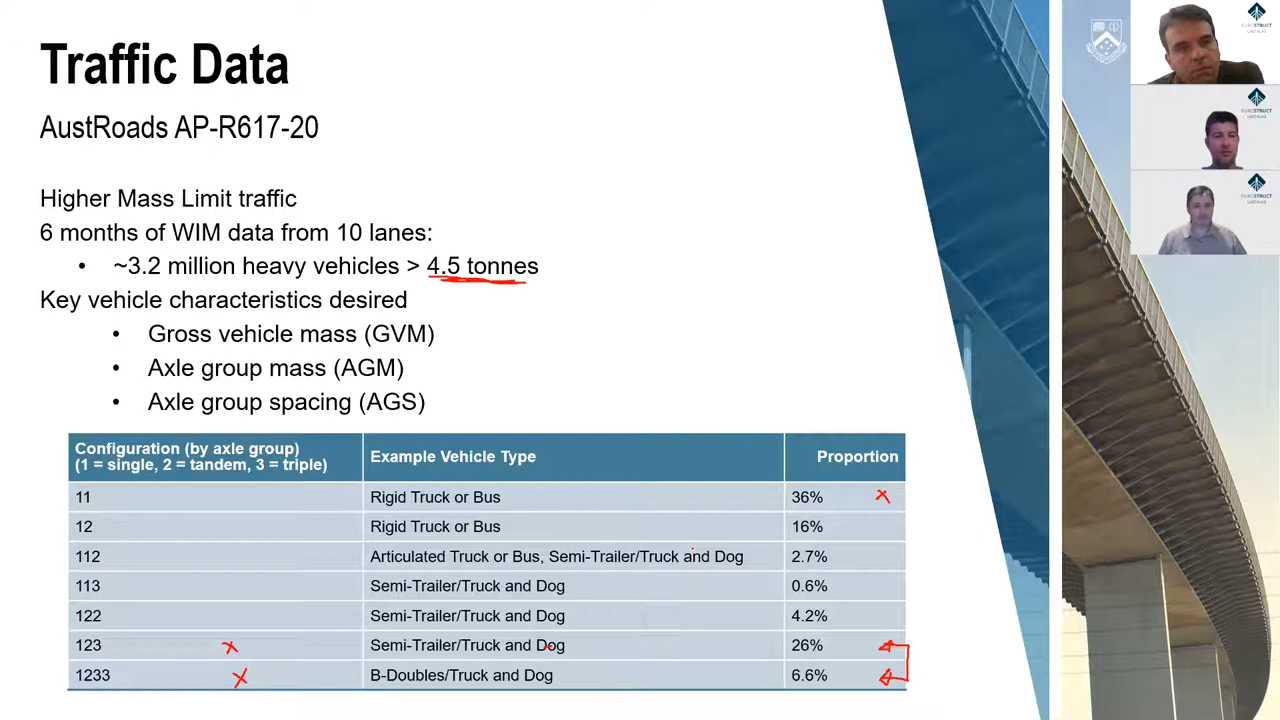 Traffic Data
AustRoads AP-R617-20
Higher Mass Limit traffic
6 months of WIM data from 10 lanes:
• ~3.2 million heavy vehicles > 4.5 tonnes
Key vehicle characteristics desired
• Gross vehicle mass (GVM)
• Axle group mass (AGM)
• Axle group spacing (AGS)
Configuration (by axle group)
(1 = single, 2 = tandem, 3 = triple)
Example Vehicle Type
Proportion
11 Rigid Truck or Bus 36%
12 Rigid Truck or Bus 16%
112 Articulated Truck or Bus, Semi-Trailer/Truck and Dog 2.7%
113 Semi-Trailer/Truck and Dog 0.6%
122 Semi-Trailer/Truck and Dog 4.2%
123 Semi-Trailer/Truck and Dog 26%
1233 B-Doubles/Truck and Dog 6.6%
EUROSTRUCT
EUROSTRUCT
EUROSTRUCT